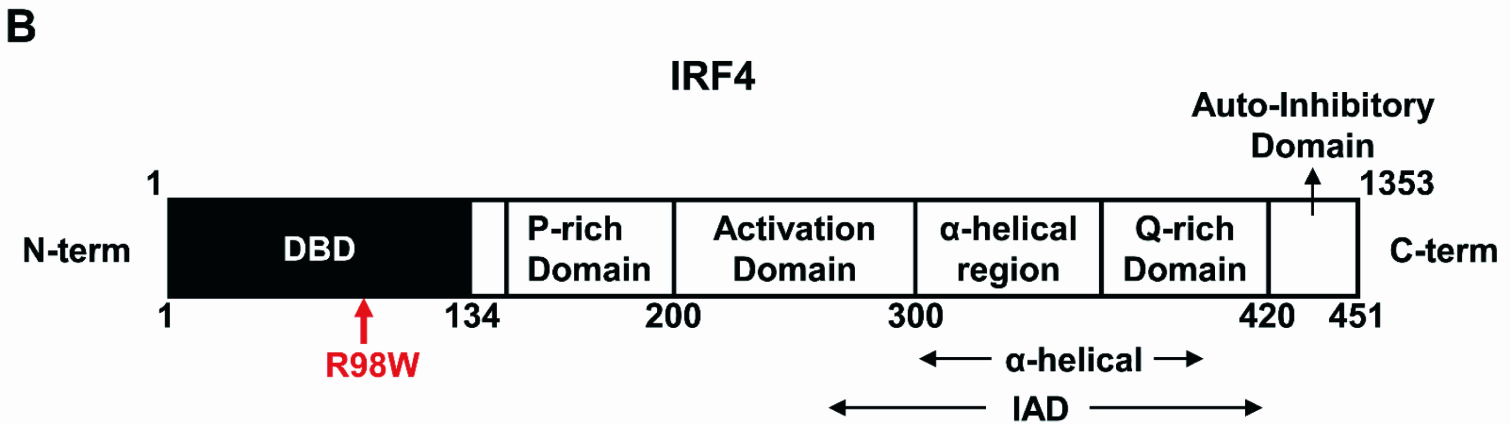 B
IRF4
Auto-Inhibitory
Domain
1
1353
N-term
DBD
P-rich
Domain
Activation
Domain
α-helical
region
Q-rich
Domain
C-term
1
134
200
300
420
451
R98W
α-helical
IAD